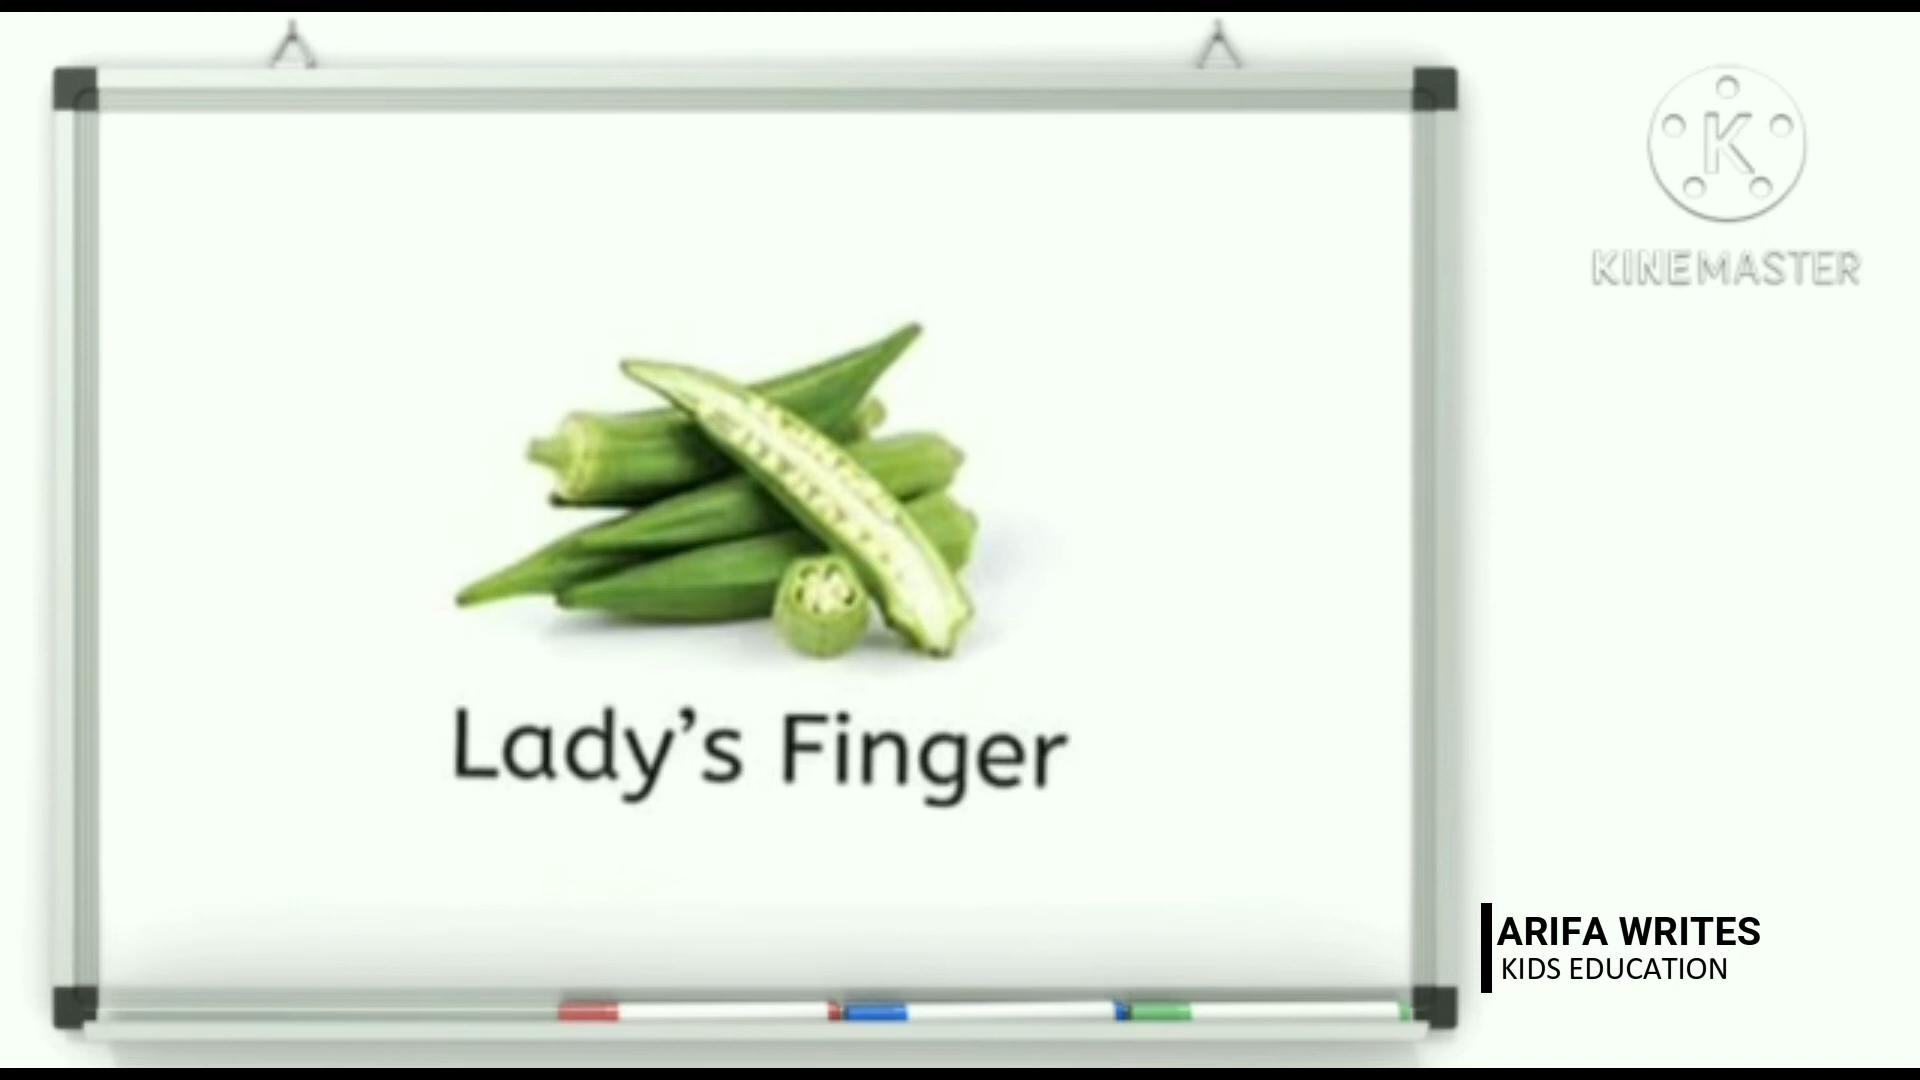 K
KINEMASTER
Lady's Finger
ARIFA WRITES
KIDS EDUCATION